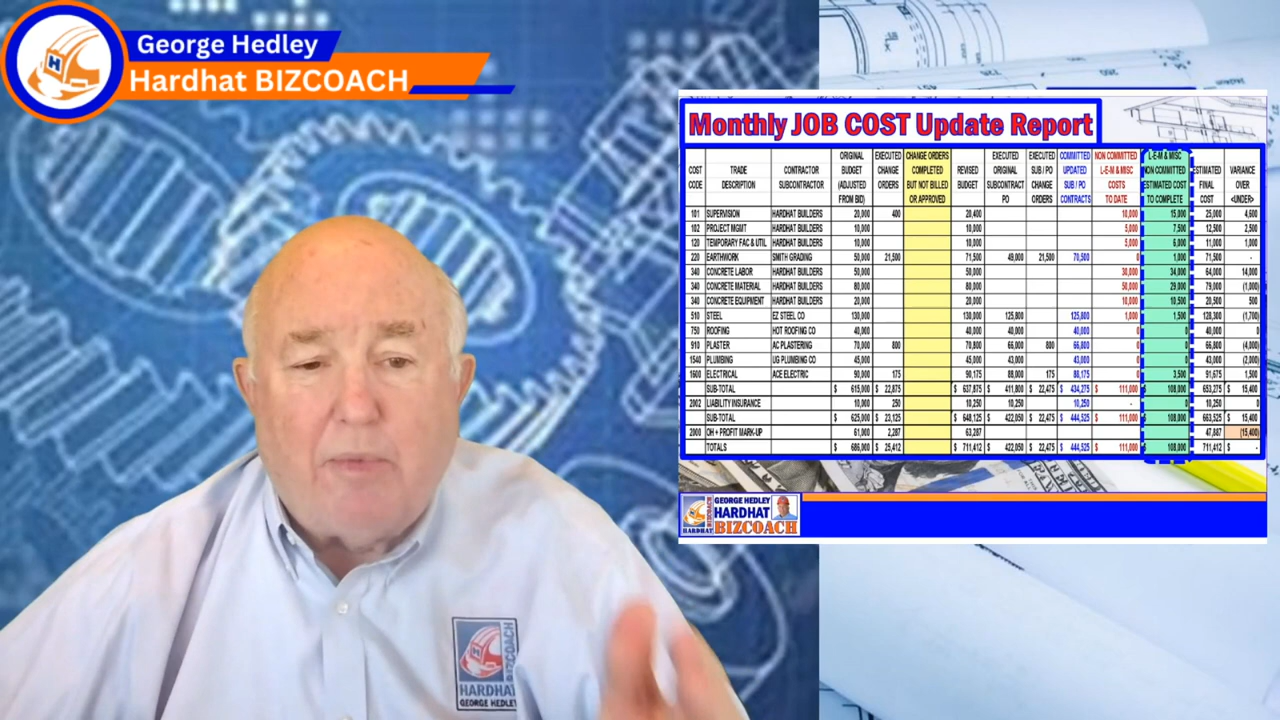 George Hedley
Hardhat BIZCOACH
Monthly JOB COST Update Report
COST CODE TRADE DESCRIPTION CONTRACTOR SUBCONTRACTOR ORIGINAL BUDGET (ADJUSTED FROM BID) EXECUTED CHANGE ORDERS CHANGE ORDERS COMPLETED BUT NOT BILLED OR APPROVED REVISED BUDGET EXECUTED ORIGINAL SUBCONTRACT PO EXECUTED SUB / PO CHANGE ORDERS COMMITTED UPDATED SUB / PO CONTRACTS NON COMMITTED L-E-M & MISC COSTS TO DATE L-E-M & MISC NON COMMITTED ESTIMATED COST TO COMPLETE ESTIMATED FINAL COST VARIANCE OVER <UNDER>
101 SUPERVISION HARDHAT BUILDERS 20,000 400 20,400 10,000 15,000 25,000 4,600
102 PROJECT MGMT HARDHAT BUILDERS 10,000 10,000 5,000 7,500 12,500 2,500
120 TEMPORARY FAC & UTIL HARDHAT BUILDERS 10,000 10,000 5,000 6,000 11,000 1,000
220 EARTHWORK SMITH GRADING 50,000 21,500 71,500 49,000 21,500 70,500 0 1,000 71,500 -
340 CONCRETE LABOR HARDHAT BUILDERS 50,000 50,000 30,000 34,000 64,000 14,000
340 CONCRETE MATERIAL HARDHAT BUILDERS 80,000 80,000 50,000 29,000 79,000 (1,000)
340 CONCRETE EQUIPMENT HARDHAT BUILDERS 20,000 20,000 10,000 10,500 20,500 500
510 STEEL EZ STEEL CO 130,000 130,000 125,800 125,800 1,000 1,500 128,300 (1,700)
750 ROOFING HOT ROOFING CO 40,000 40,000 40,000 40,000 0 0 40,000 0
910 PLASTER AC PLASTERING 70,000 800 70,800 66,000 800 66,800 0 0 66,800 (4,000)
1540 PLUMBING UG PLUMBING CO 45,000 45,000 43,000 43,000 0 0 43,000 (2,000)
1600 ELECTRICAL ACE ELECTRIC 90,000 175 90,175 88,000 175 88,175 0 3,500 91,675 1,500
SUB-TOTAL $ 615,000 $ 22,875 $ 637,875 $ 411,800 $ 22,475 $ 434,275 $ 111,000 $ 108,000 $ 653,275 $ 15,400
2002 LIABILITY INSURANCE 10,000 250 10,250 10,250 10,250 - 0 10,250 0
SUB-TOTAL $ 625,000 $ 23,125 $ 648,125 $ 422,050 $ 22,475 $ 444,525 $ 111,000 $ 108,000 $ 663,525 $ 15,400
2000 OH + PROFIT MARK-UP 61,000 2,287 63,287 47,887 (15,400)
TOTALS $ 686,000 $ 25,412 $ 711,412 $ 422,050 $ 22,475 $ 444,525 $ 111,000 $ 108,000 $ 711,412 $ -
GEORGE HEDLEY
HARDHAT
BIZCOACH
HARDHAT
BIZCOACH
HARDHAT
GEORGE HEDLEY